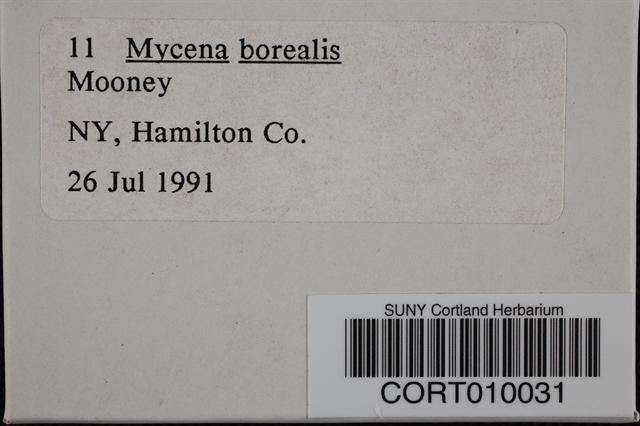 11 Mycena borealis
Mooney
NY, Hamilton Co.
26 Jul 1991
SUNY Cortland Herbarium
CORT010031